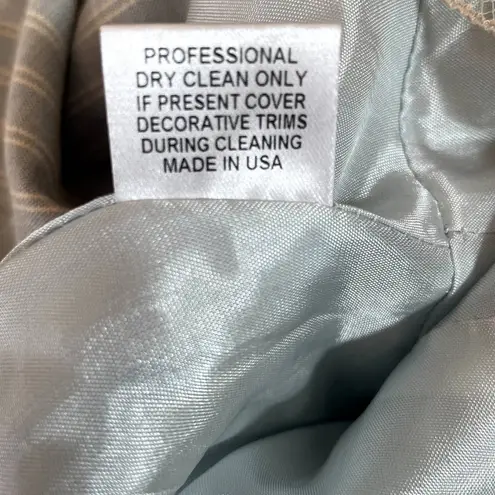 PROFESSIONAL
DRY CLEAN ONLY
IF PRESENT COVER
DECORATIVE TRIMS
DURING CLEANING
MADE IN USA